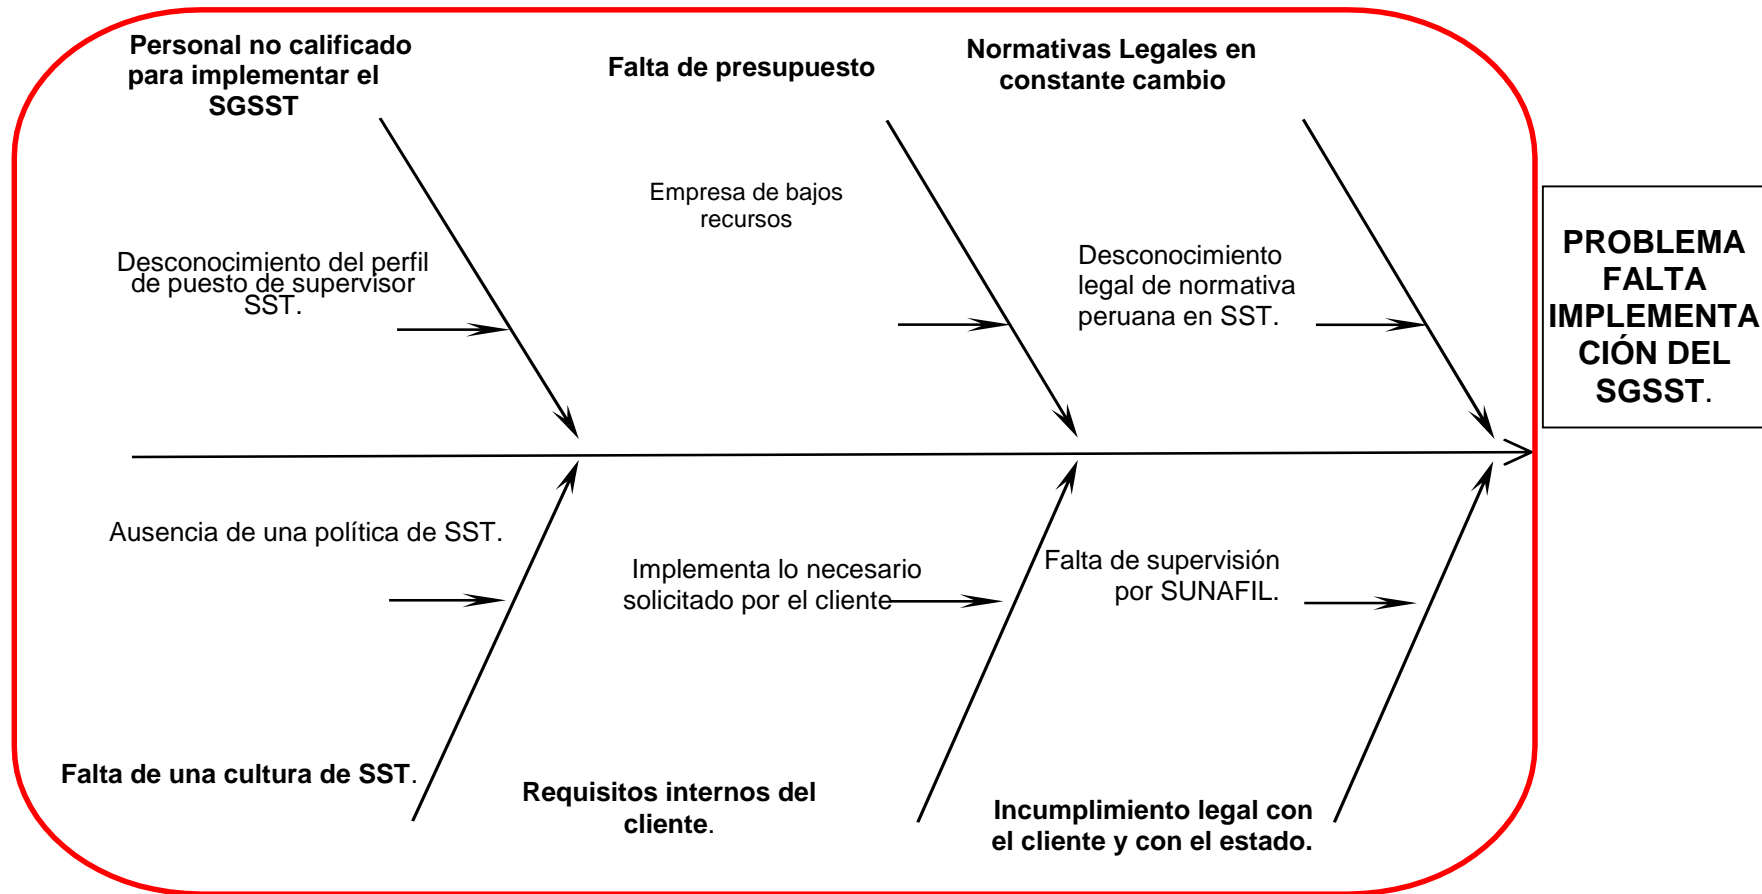 Personal no calificado
para implementar el
SGSST
Falta de presupuesto
Normativas Legales en
constante cambio
Empresa de bajos
recursos
Desconocimiento del perfil
de puesto de supervisor
SST.
Desconocimiento
legal de normativa
peruana en SST.
PROBLEMA
FALTA
IMPLEMENTA
CIÓN DEL
SGSST.
Ausencia de una política de SST.
Implementa lo necesario
solicitado por el cliente
Falta de supervisión
por SUNAFIL.
Falta de una cultura de SST.
Requisitos internos del
cliente.
Incumplimiento legal con
el cliente y con el estado.